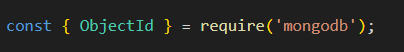 const { ObjectId } = require('mongodb');